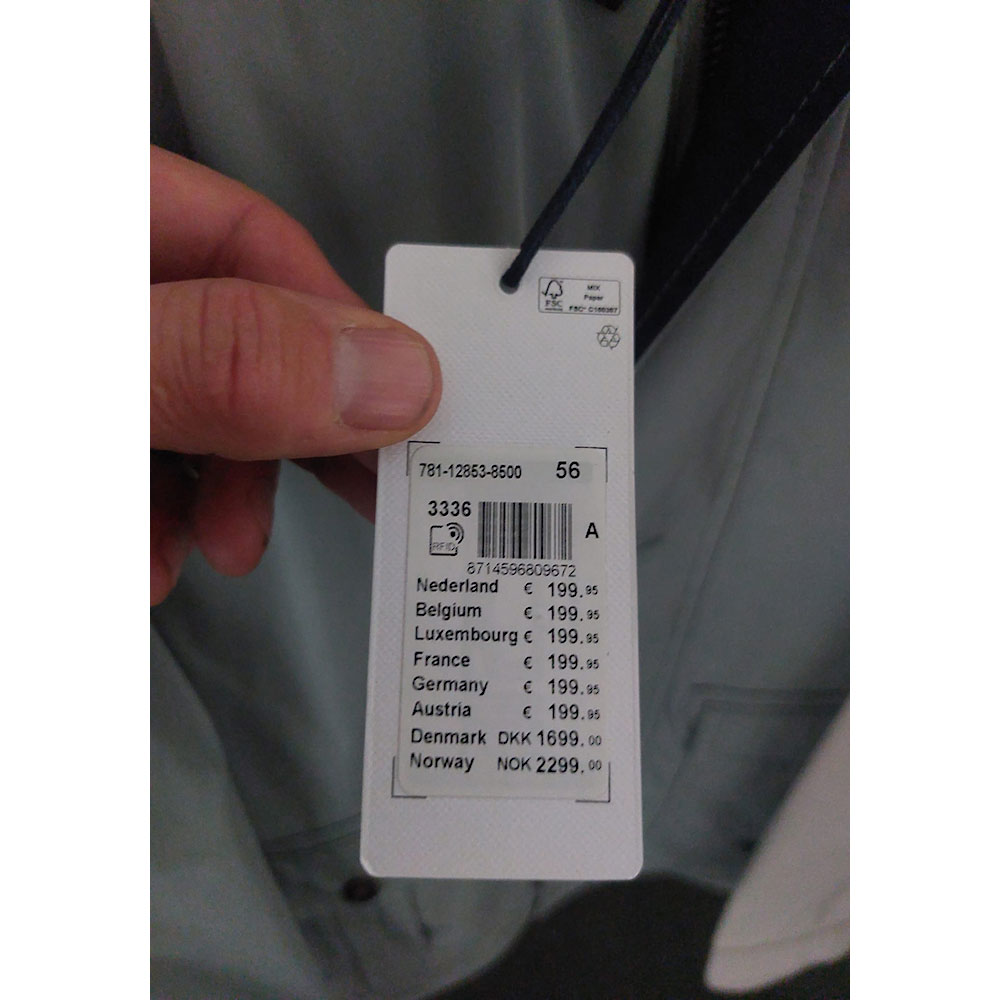 MIX
Paper
FSC
FSC® C166367
781-12853-8500 56
3336
RFID
A
8714596809672
Nederland € 199.95
Belgium € 199.95
Luxembourg € 199.95
France € 199.95
Germany € 199.95
Austria € 199.95
Denmark DKK 1699.00
Norway NOK 2299.00